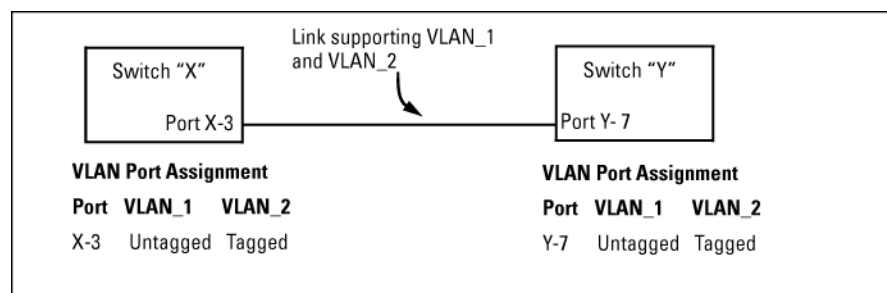 Link supporting VLAN_1
and VLAN_2
Switch "X"
Port X-3
Switch "Y"
Port Y- 7
VLAN Port Assignment
Port VLAN_1 VLAN_2
X-3 Untagged Tagged
VLAN Port Assignment
Port VLAN_1 VLAN_2
Y-7 Untagged Tagged